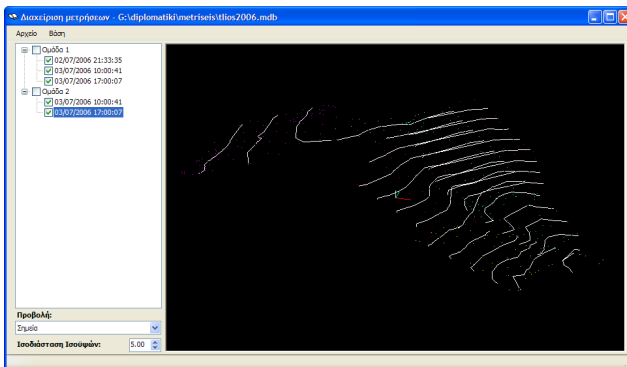 Διαχείριση μετρήσεων - G:\diplomatiki\metriseis\tlios2006.mdb
Αρχείο Βάση
Ομάδα 1
02/07/2006 21:33:35
03/07/2006 10:00:41
03/07/2006 17:00:07
Ομάδα 2
03/07/2006 10:00:41
03/07/2006 17:00:07
Προβολή:
Σημεία
Ισοδιάσταση Ισοϋψών: 5.00